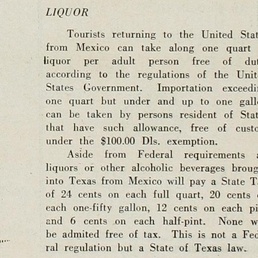 LIQUOR
Tourists returning to the United Stat
from Mexico can take along one quart
liquor per adult person free of dut
according to the regulations of the Unit
States Government. Importation exceedi
one quart but under and up to one gallo
can be taken by persons resident of Stat
that have such allowance, free of custo
under the $100.00 Dls. exemption.
Aside from Federal requirements a
liquors or other alcoholic beverages broug
into Texas from Mexico will pay a State Ta
of 24 cents on each full quart, 20 cents
each one-fifty gallon, 12 cents on each pi
and 6 cents on each half-pint. None w
be admitted free of tax. This is not a Fed
ral regulation but a State of Texas law.